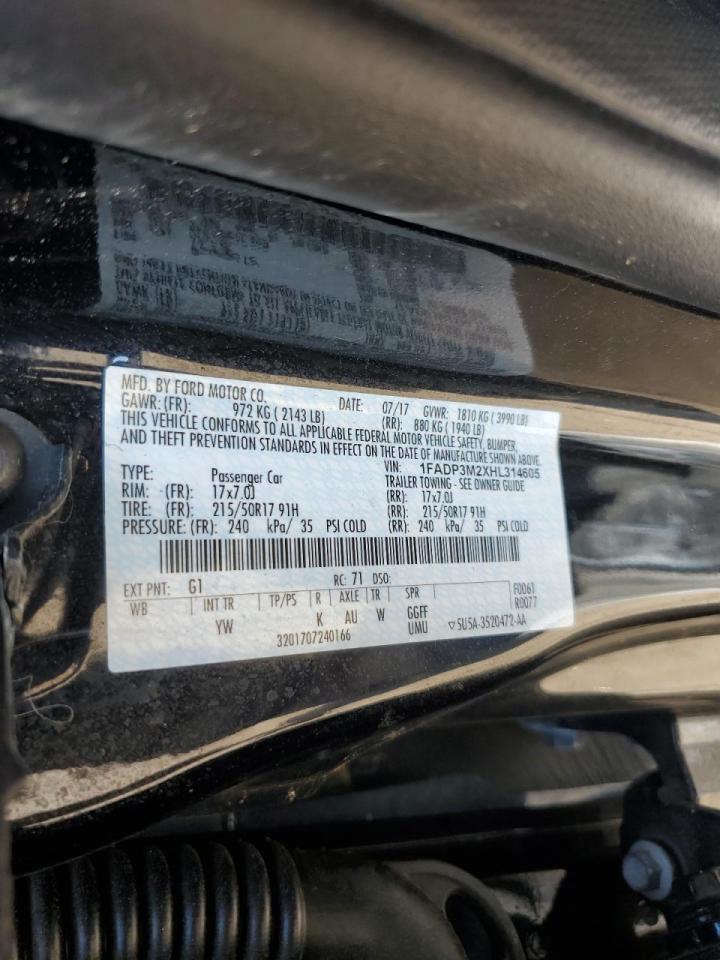 MFD. BY FORD MOTOR CO. DATE: 07/17 GVWR: 1810 KG ( 3990 LB)
GAWR: (FR): 972 KG ( 2143 LB) (RR): 880 KG ( 1940 LB)
THIS VEHICLE CONFORMS TO ALL APPLICABLE FEDERAL MOTOR VEHICLE SAFETY, BUMPER,
AND THEFT PREVENTION STANDARDS IN EFFECT ON THE DATE OF MANUFACTURE SHOWN ABOVE.
VIN: 1FADP3M2XHL314605
TYPE: Passenger Car TRAILER TOWING - SEE OWNER GUIDE
RIM: (FR): 17x7.0J (RR): 17x7.0J
TIRE: (FR): 215/50R17 91H (RR): 215/50R17 91H
PRESSURE: (FR): 240 kPa/ 35 PSI COLD (RR): 240 kPa/ 35 PSI COLD
EXT PNT: G1 RC: 71 DSO: F0061
WB INT TR TP/PS R AXLE TR SPR R0077
YW K AU W GGFF
UMU
3201707240166 ▽ 5U5A-3520472-AA